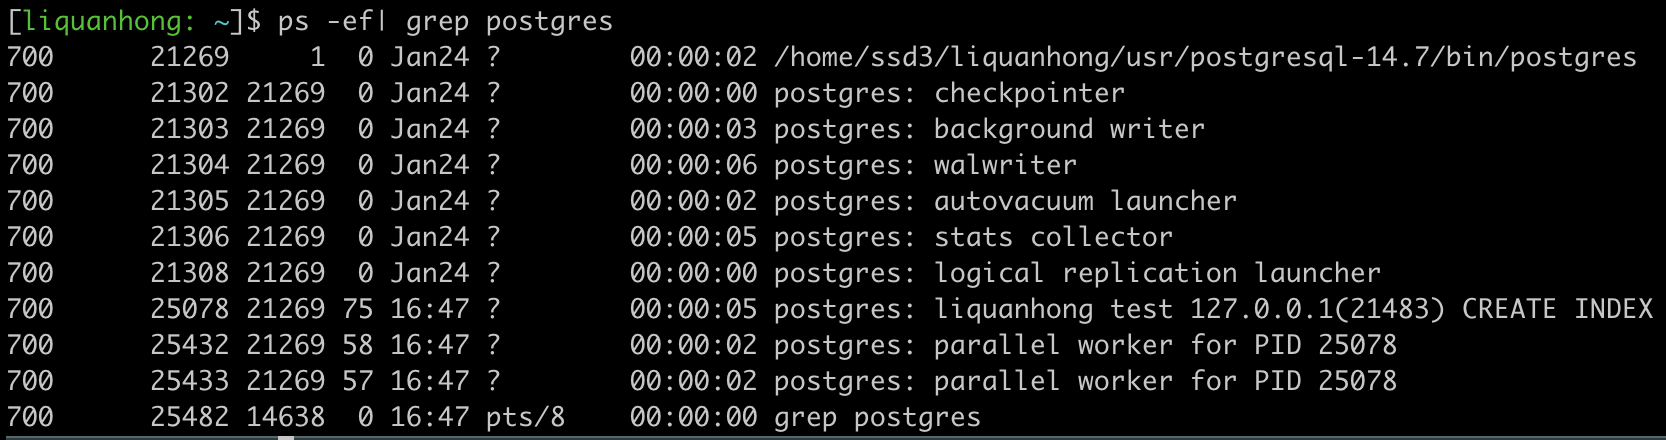 [liquanhong: ~]$ ps -ef| grep postgres
700      21269     1  0 Jan24 ?        00:00:02 /home/ssd3/liquanhong/usr/postgresql-14.7/bin/postgres
700      21302 21269  0 Jan24 ?        00:00:00 postgres: checkpointer
700      21303 21269  0 Jan24 ?        00:00:03 postgres: background writer
700      21304 21269  0 Jan24 ?        00:00:06 postgres: walwriter
700      21305 21269  0 Jan24 ?        00:00:02 postgres: autovacuum launcher
700      21306 21269  0 Jan24 ?        00:00:05 postgres: stats collector
700      21308 21269  0 Jan24 ?        00:00:00 postgres: logical replication launcher
700      25078 21269 75 16:47 ?        00:00:05 postgres: liquanhong test 127.0.0.1(21483) CREATE INDEX
700      25432 21269 58 16:47 ?        00:00:02 postgres: parallel worker for PID 25078
700      25433 21269 57 16:47 ?        00:00:02 postgres: parallel worker for PID 25078
700      25482 14638  0 16:47 pts/8    00:00:00 grep postgres